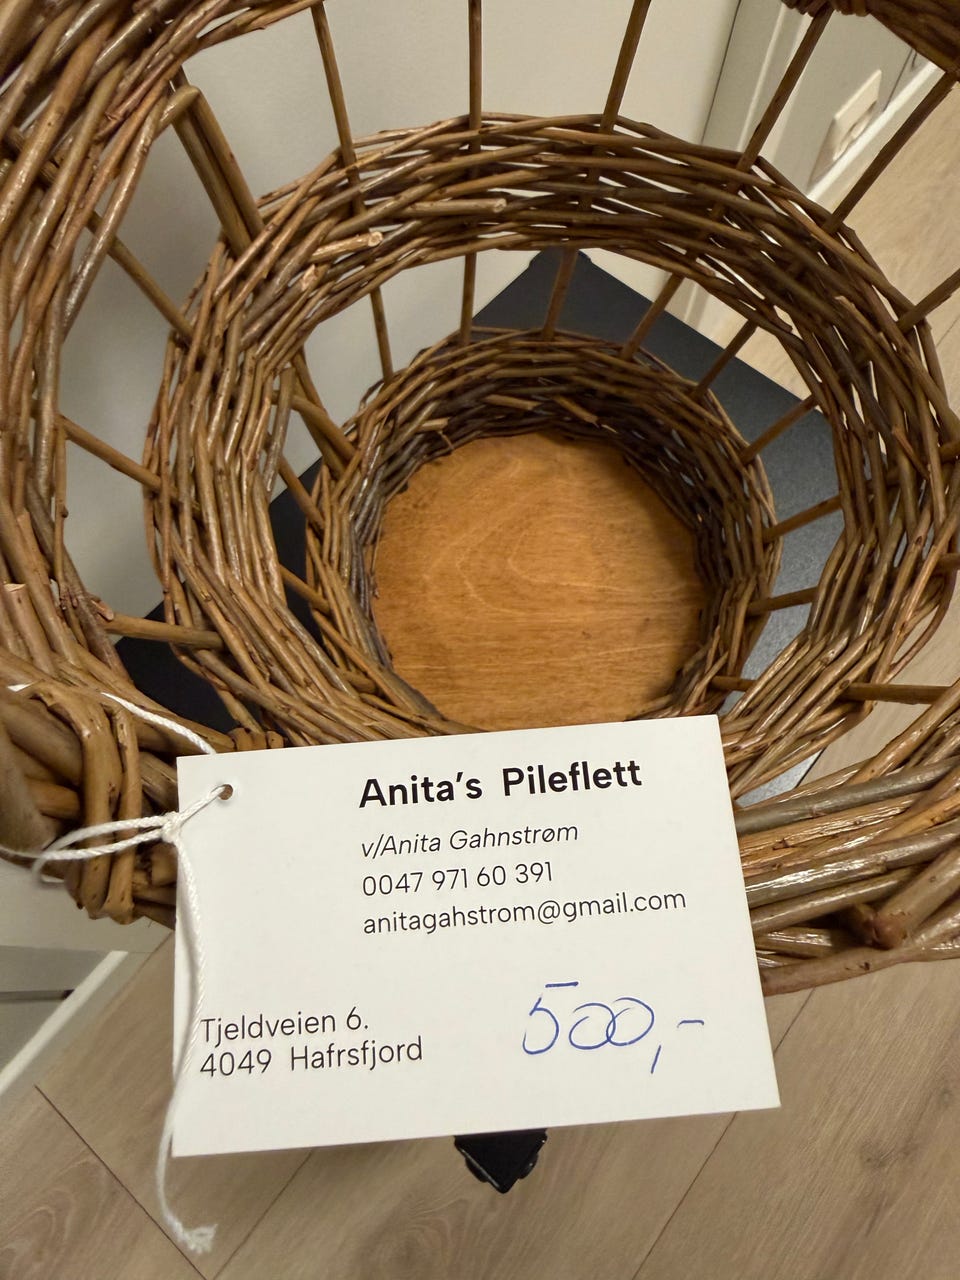 Anita's Pileflett
v/Anita Gahnstrøm
0047 971 60 391
anitagahstrom@gmail.com
Tjeldveien 6.
4049 Hafrsfjord
500,-